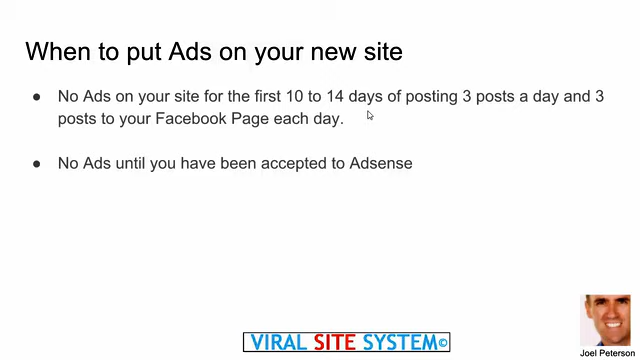 When to put Ads on your new site
● No Ads on your site for the first 10 to 14 days of posting 3 posts a day and 3
posts to your Facebook Page each day.
● No Ads until you have been accepted to Adsense
VIRAL SITE SYSTEM©
Joel Peterson